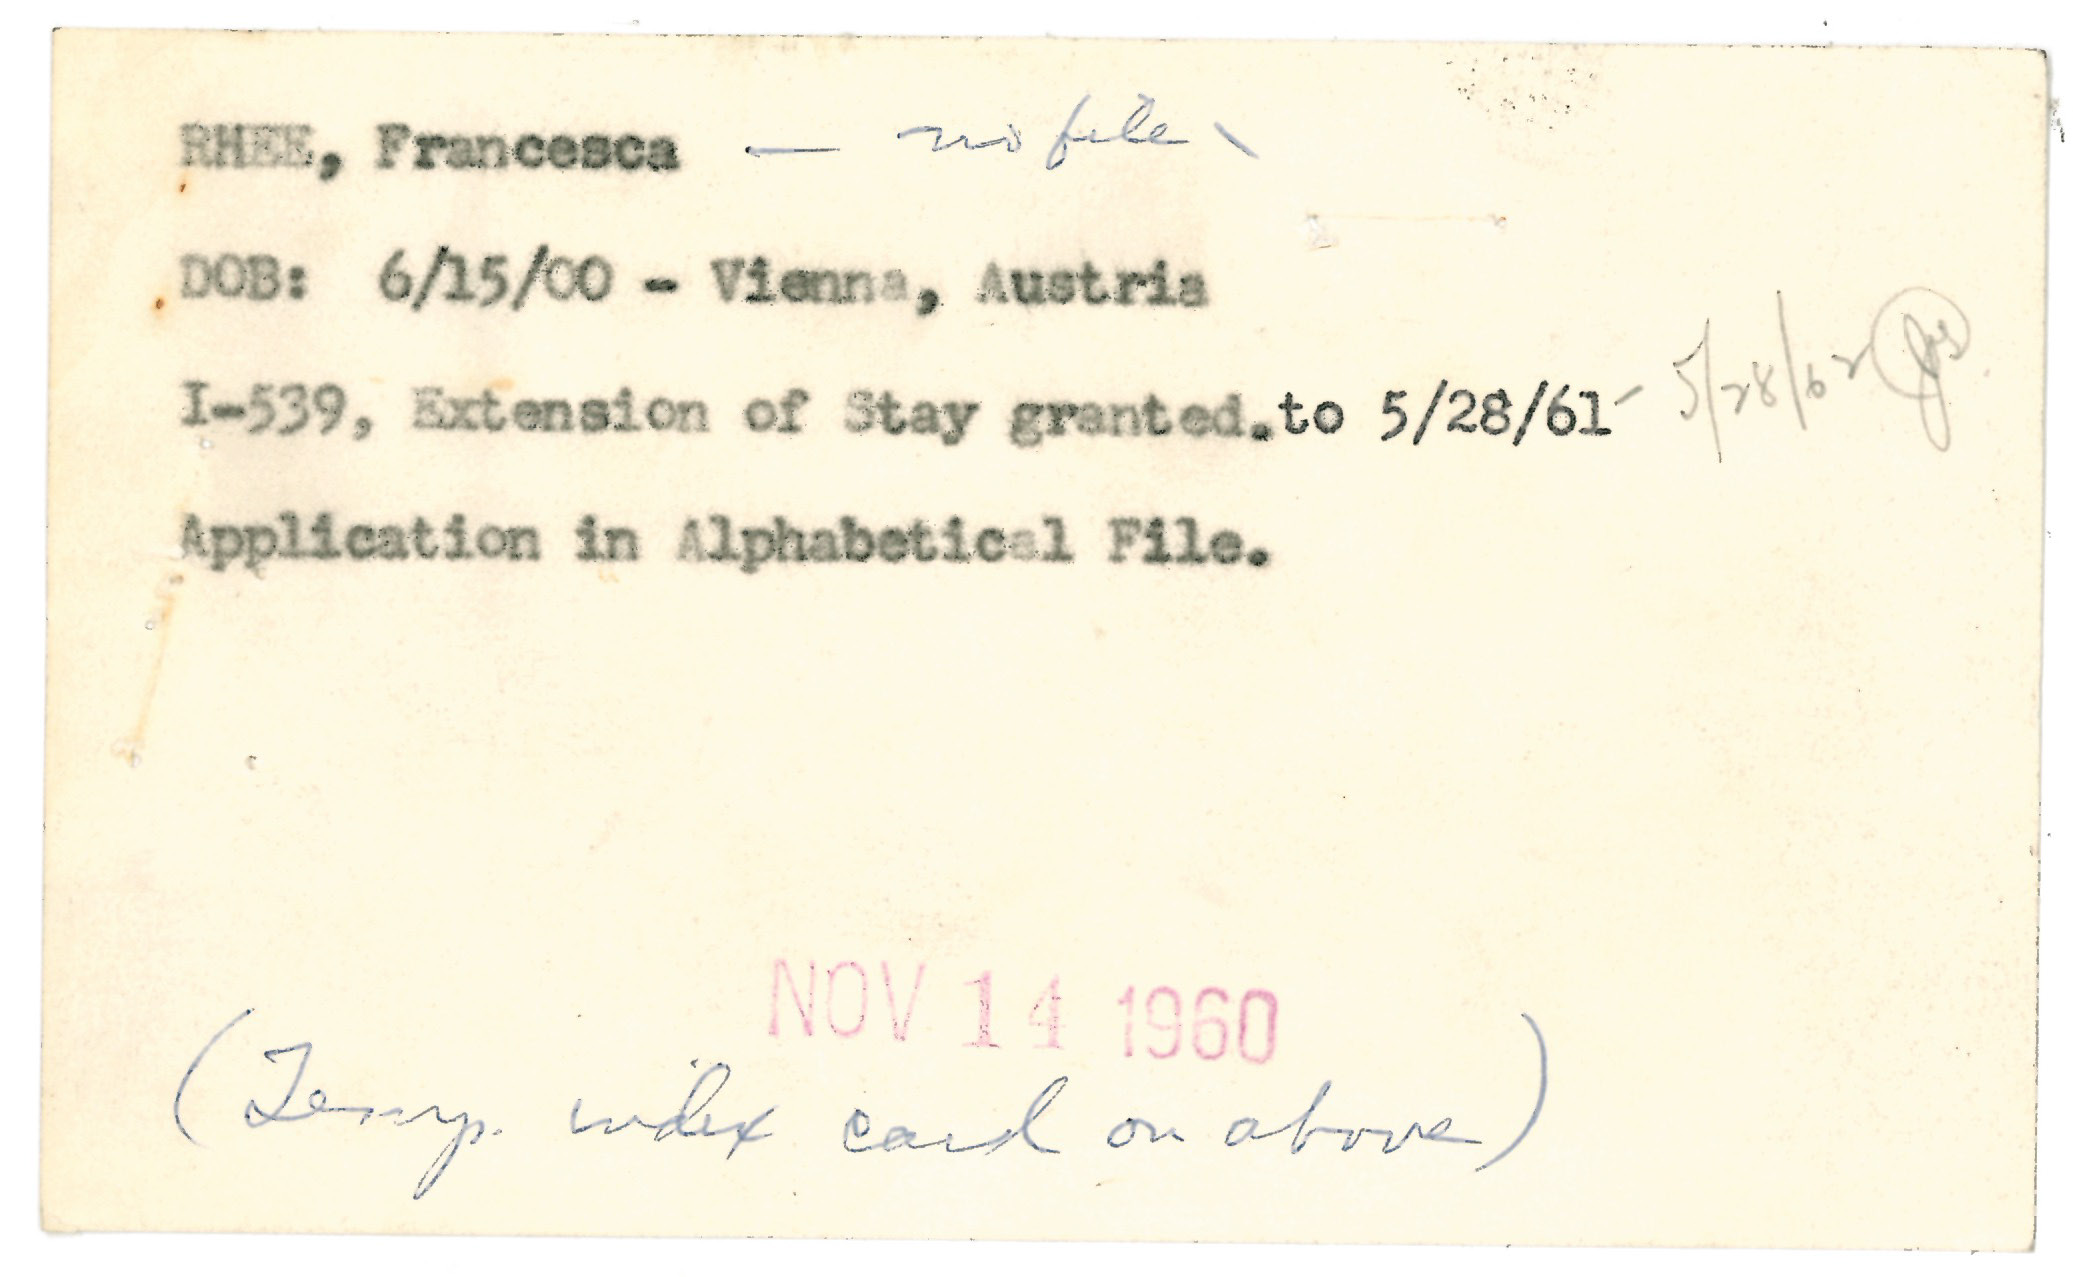 RHEE, Francesca — no file
DOB: 6/15/00 - Vienna, Austria
I-539, Extension of Stay granted.to 5/28/61 - 5/28/62
Application in Alphabetical File.
NOV 14 1960
(Temp. index card on above)